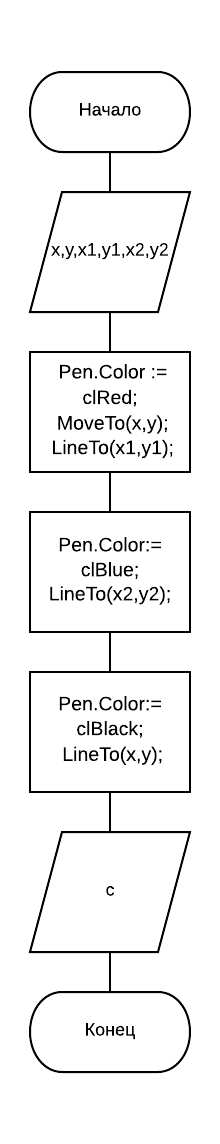 Начало
x,y,x1,y1,x2,y2
Pen.Color :=
clRed;
MoveTo(x,y);
LineTo(x1,y1);
Pen.Color:=
clBlue;
LineTo(x2,y2);
Pen.Color:=
clBlack;
LineTo(x,y);
c
Конец